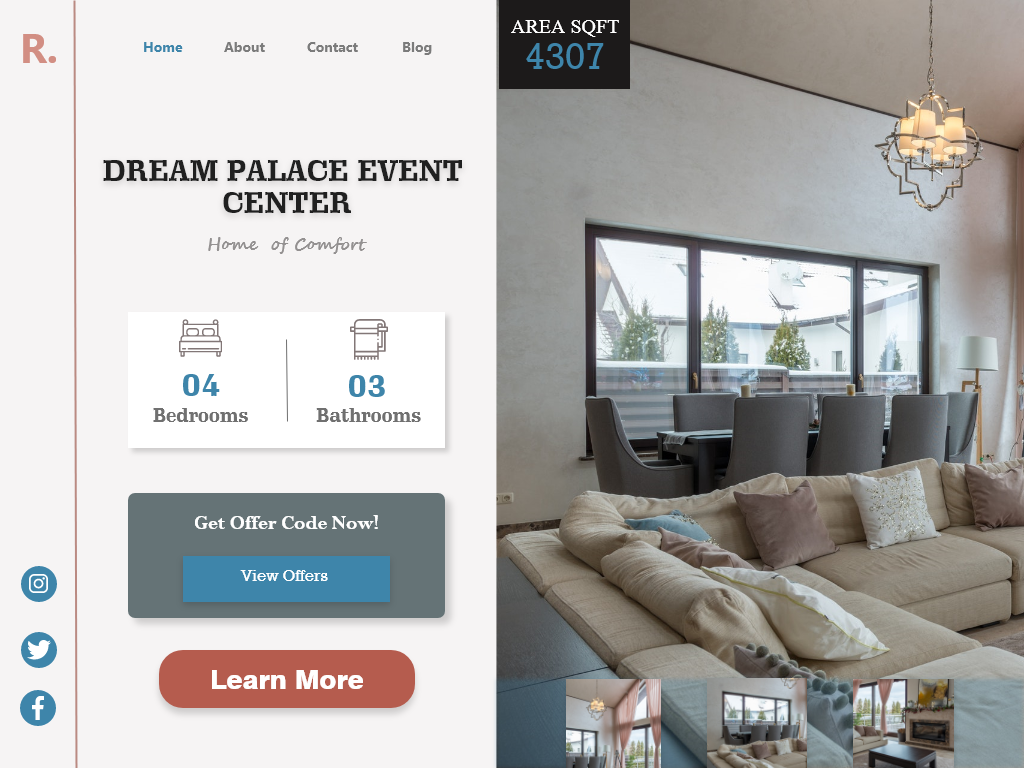 R.
Home About Contact Blog
AREA SQFT
4307
DREAM PALACE EVENT
CENTER
Home of Comfort
04
Bedrooms
03
Bathrooms
Get Offer Code Now!
View Offers
Learn More